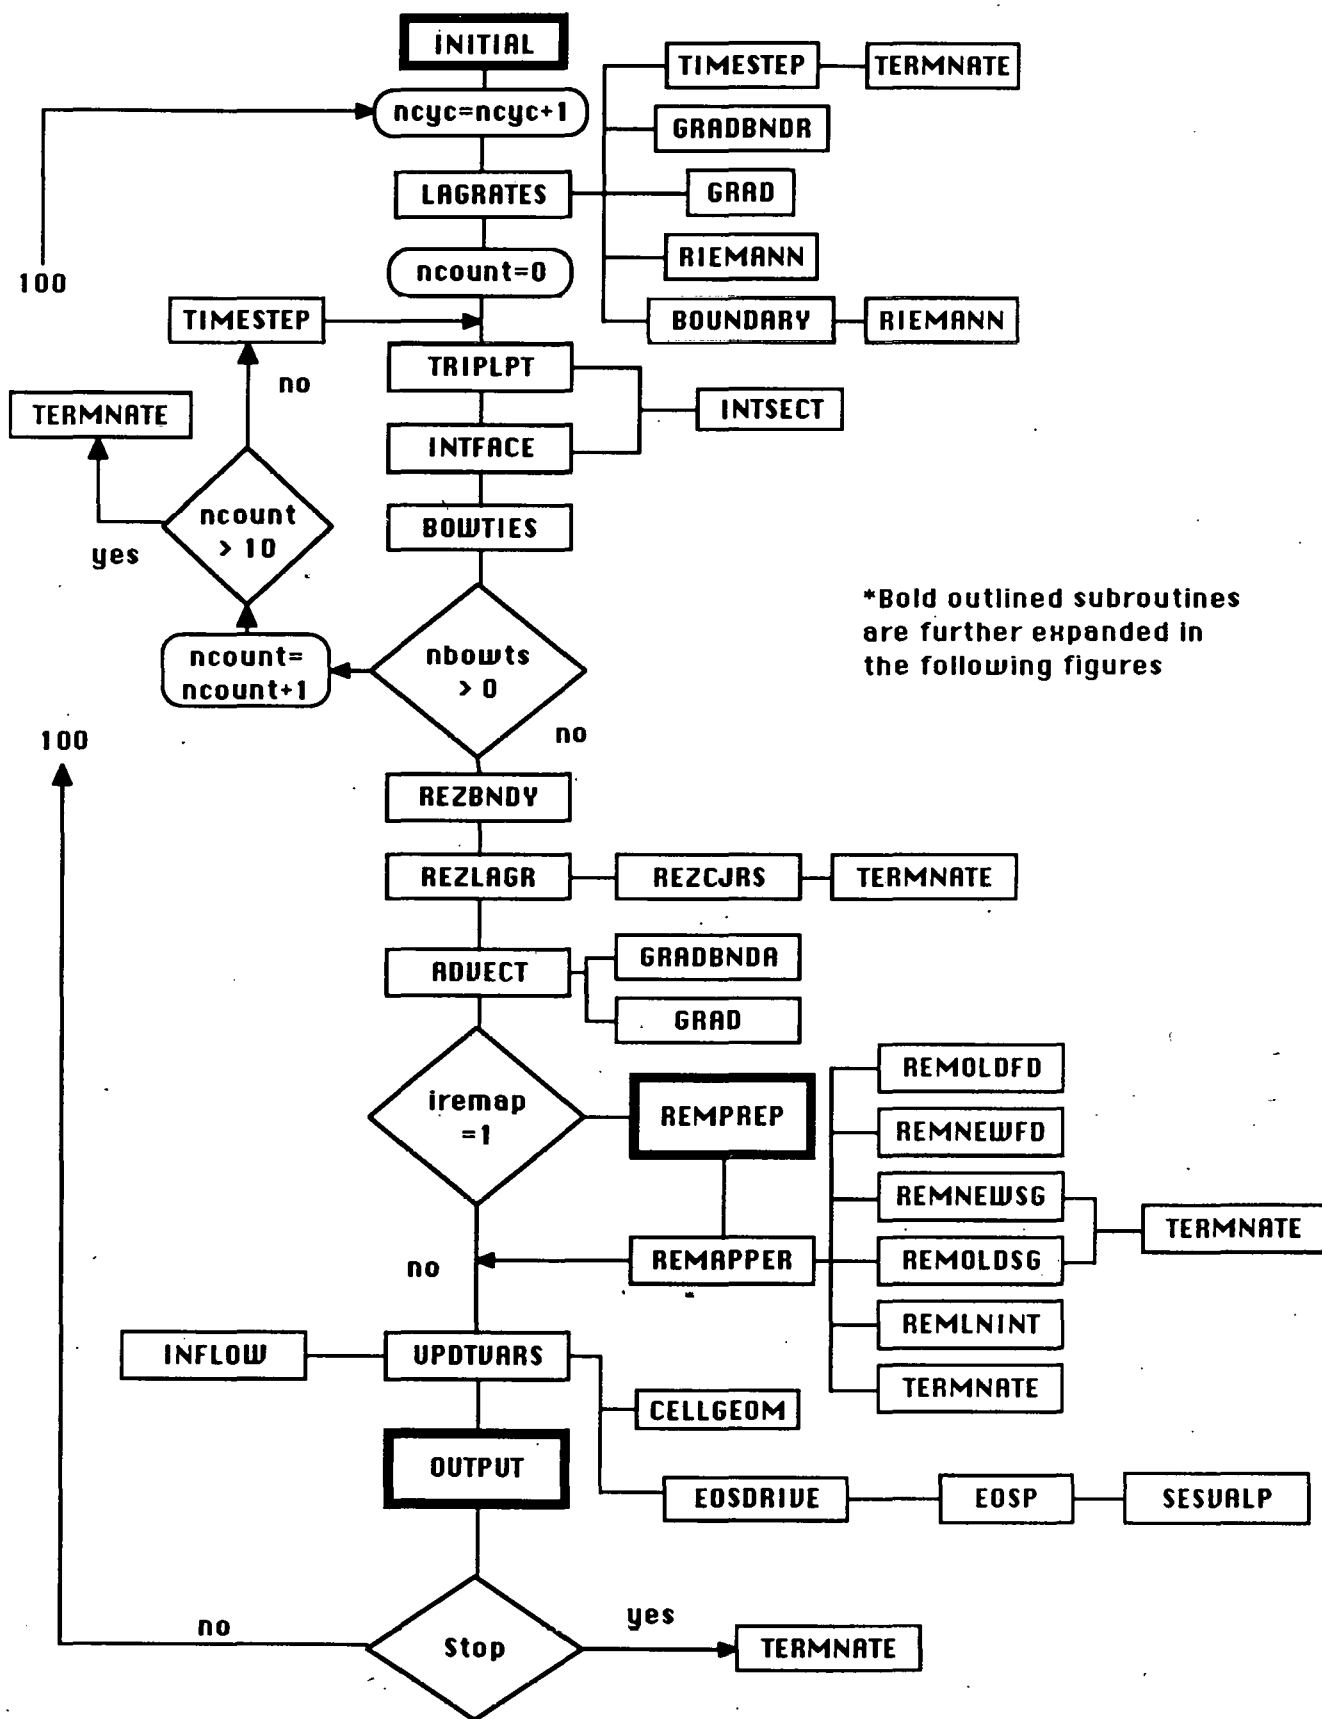 INITIAL
TIMESTEP
TERMNATE
ncyc=ncyc+1
GRADBNDR
LAGRATES
GRAD
RIEMANN
ncount=0
100
TIMESTEP
BOUNDARY
RIEMANN
TRIPLPT
no
TERMNATE
INTSECT
INTFACE
ncount
> 10
BOWTIES
yes
*Bold outlined subroutines
are further expanded in
the following figures
ncount=
ncount+1
nbowts
> 0
no
100
REZBNDY
REZLAGR
REZCJRS
TERMNATE
GRADBNDA
ADVECT
GRAD
REMOLDFD
iremap
=1
REMPREP
REMNEWFD
REMNEWSG
TERMNATE
no
REMAPPER
REMOLDSG
REMLNINT
INFLOW
UPDTVARS
TERMNATE
CELLGEOM
OUTPUT
EOSDRIVE
EOSP
SESVALP
no
Stop
yes
TERMNATE